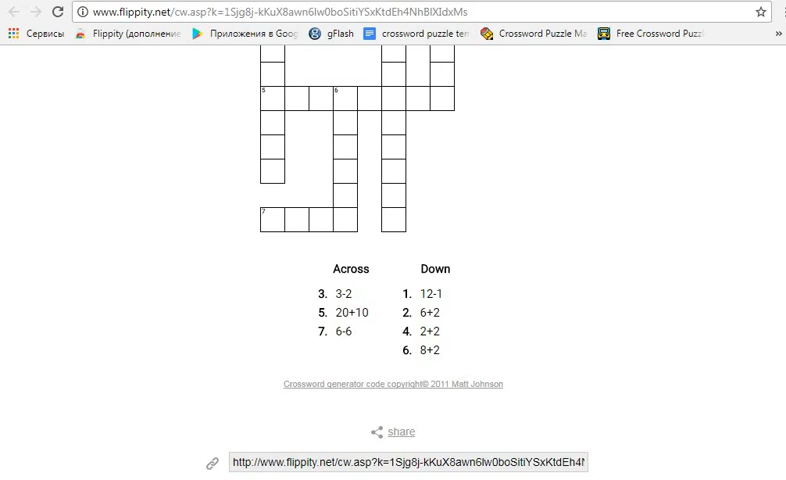 www.flippity.net/cw.asp?k=1Sjg8j-kKuX8awn6lw0boSitiYSxKtdEh4NhBlXIdxMs
Сервисы Flippity (дополнение Приложения в Goog gFlash crossword puzzle tem Crossword Puzzle Ma Free Crossword Puzzl »
5 6
7
Across Down
3. 3-2 1. 12-1
5. 20+10 2. 6+2
7. 6-6 4. 2+2
6. 8+2
Crossword generator code copyright© 2011 Matt Johnson
share
http://www.flippity.net/cw.asp?k=1Sjg8j-kKuX8awn6lw0boSitiYSxKtdEh4N